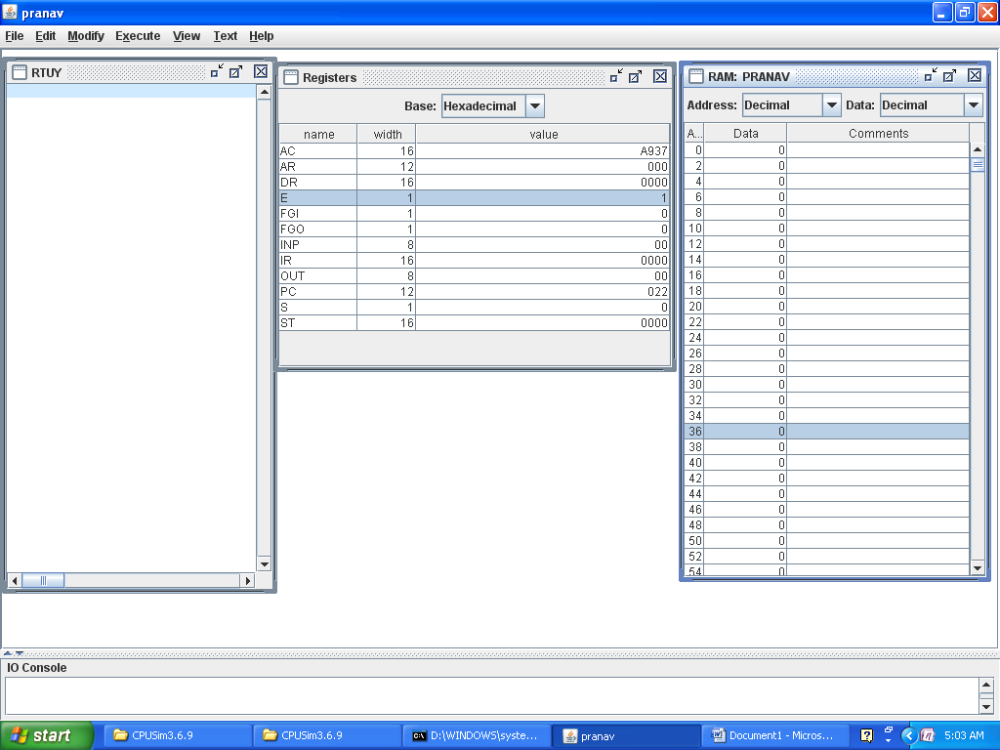 pranav
File Edit Modify Execute View Text Help
RTUY
Registers
Base: Hexadecimal
name width value
AC 16 A937
AR 12 000
DR 16 0000
E 1 1
FGI 1 0
FGO 1 0
INP 8 00
IR 16 0000
OUT 8 00
PC 12 022
S 1 0
ST 16 0000
RAM: PRANAV
Address: Decimal Data: Decimal
A... Data Comments
0 0
2 0
4 0
6 0
8 0
10 0
12 0
14 0
16 0
18 0
20 0
22 0
24 0
26 0
28 0
30 0
32 0
34 0
36 0
38 0
40 0
42 0
44 0
46 0
48 0
50 0
52 0
54 0
IO Console
start CPUSim3.6.9 CPUSim3.6.9 D:\WINDOWS\syste... pranav Document1 - Micros... 5:03 AM